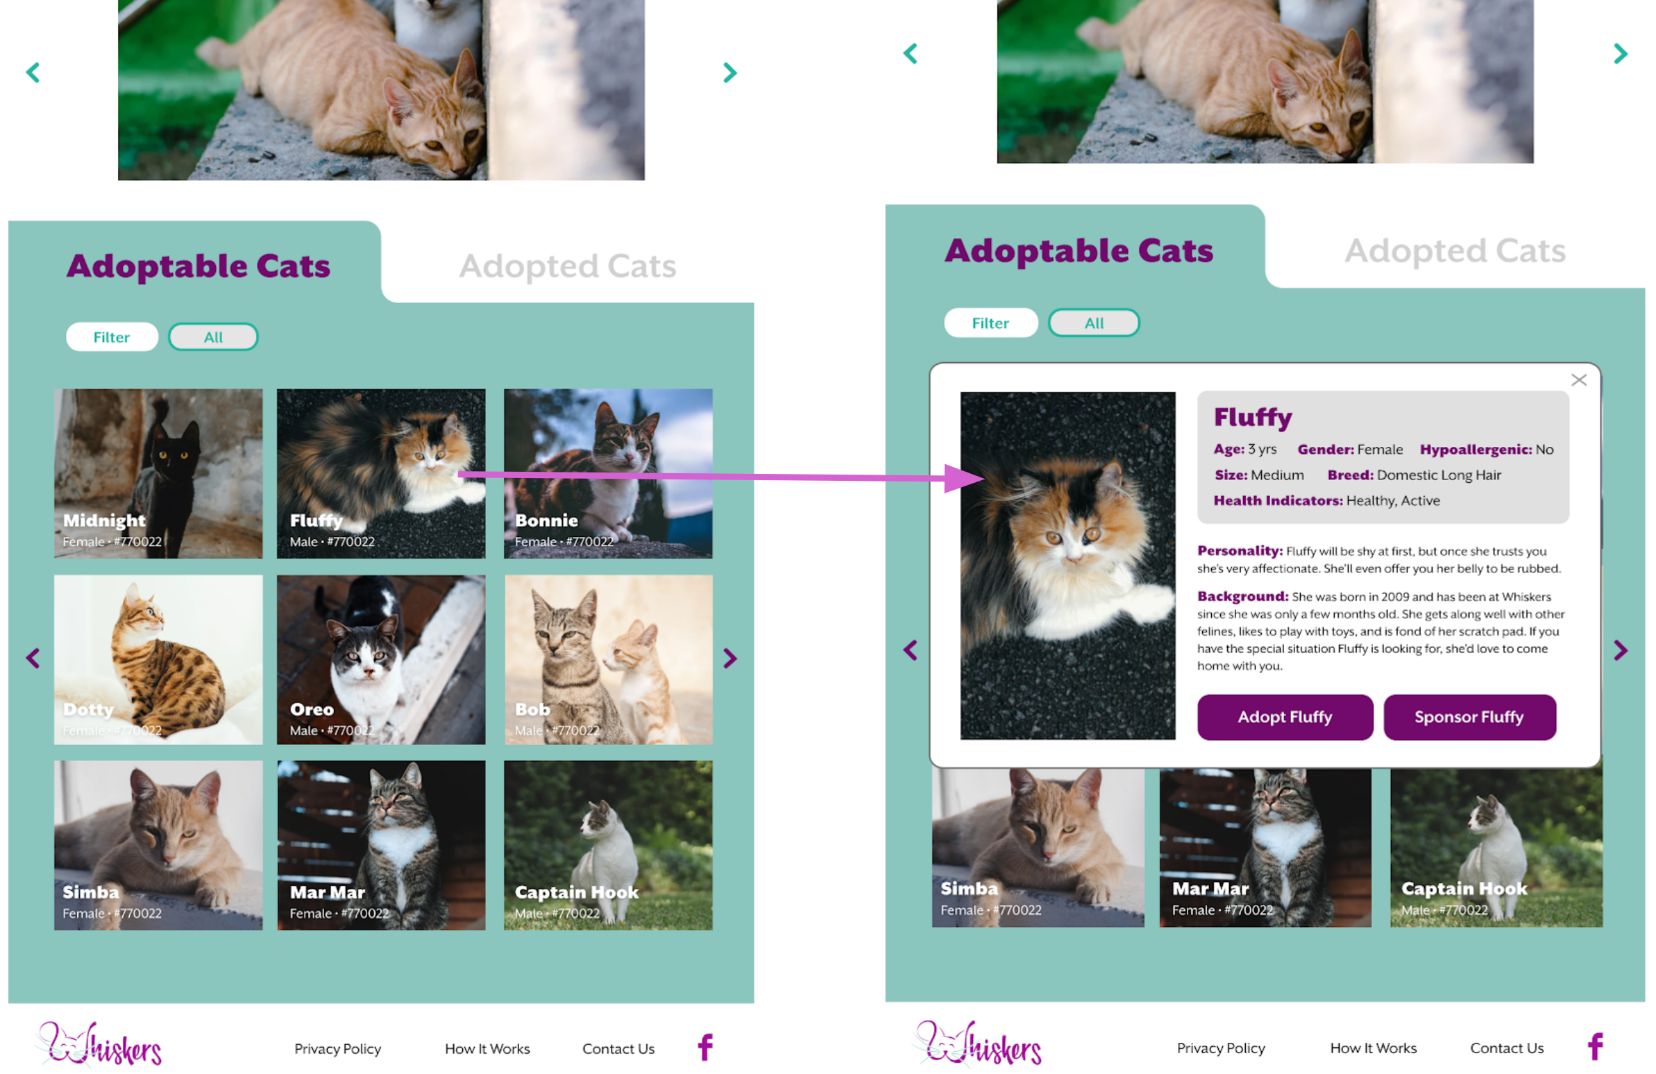 Adoptable Cats
Adopted Cats
Filter
All
Midnight
Female • #770022
Fluffy
Male • #770022
Bonnie
Female • #770022
Dotty
Female • #770022
Oreo
Male • #770022
Bob
Male • #770022
Simba
Female • #770022
Mar Mar
Female • #770022
Captain Hook
Male • #770022
Whiskers
Privacy Policy
How It Works
Contact Us
f
Adoptable Cats
Adopted Cats
Filter
All
Fluffy
Age: 3 yrs Gender: Female Hypoallergenic: No
Size: Medium Breed: Domestic Long Hair
Health Indicators: Healthy, Active
Personality: Fluffy will be shy at first, but once she trusts you
she's very affectionate. She'll even offer you her belly to be rubbed.
Background: She was born in 2009 and has been at Whiskers
since she was only a few months old. She gets along well with other
felines, likes to play with toys, and is fond of her scratch pad. If you
have the special situation Fluffy is looking for, she'd love to come
home with you.
Adopt Fluffy
Sponsor Fluffy
Simba
Female • #770022
Mar Mar
Female • #770022
Captain Hook
Male • #770022
Whiskers
Privacy Policy
How It Works
Contact Us
f